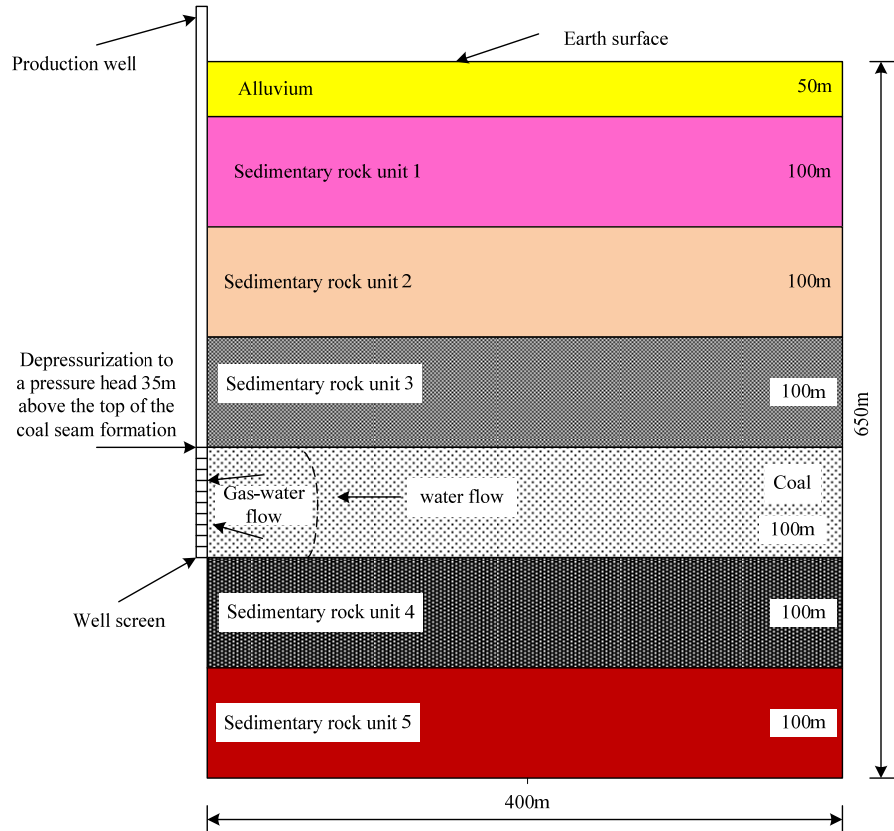 Earth surface
Production well
Alluvium
50m
Sedimentary rock unit 1
100m
Sedimentary rock unit 2
100m
Depressurization to
a pressure head 35m
above the top of the
coal seam formation
Sedimentary rock unit 3
100m
650m
Coal
Gas-water
flow
water flow
100m
Well screen
Sedimentary rock unit 4
100m
Sedimentary rock unit 5
100m
400m